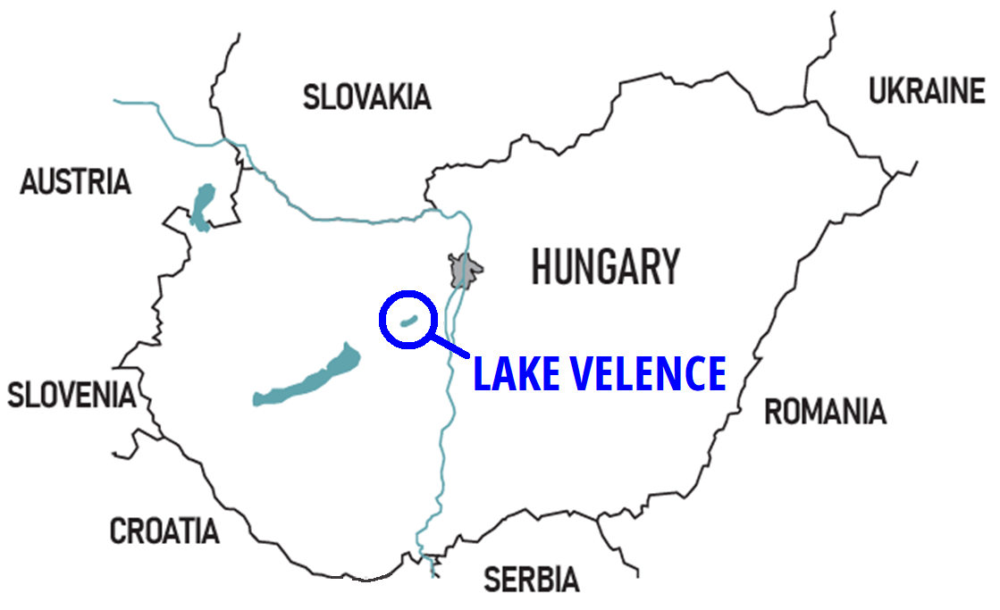 UKRAINE
SLOVAKIA
AUSTRIA
HUNGARY
LAKE VELENCE
SLOVENIA
ROMANIA
CROATIA
SERBIA